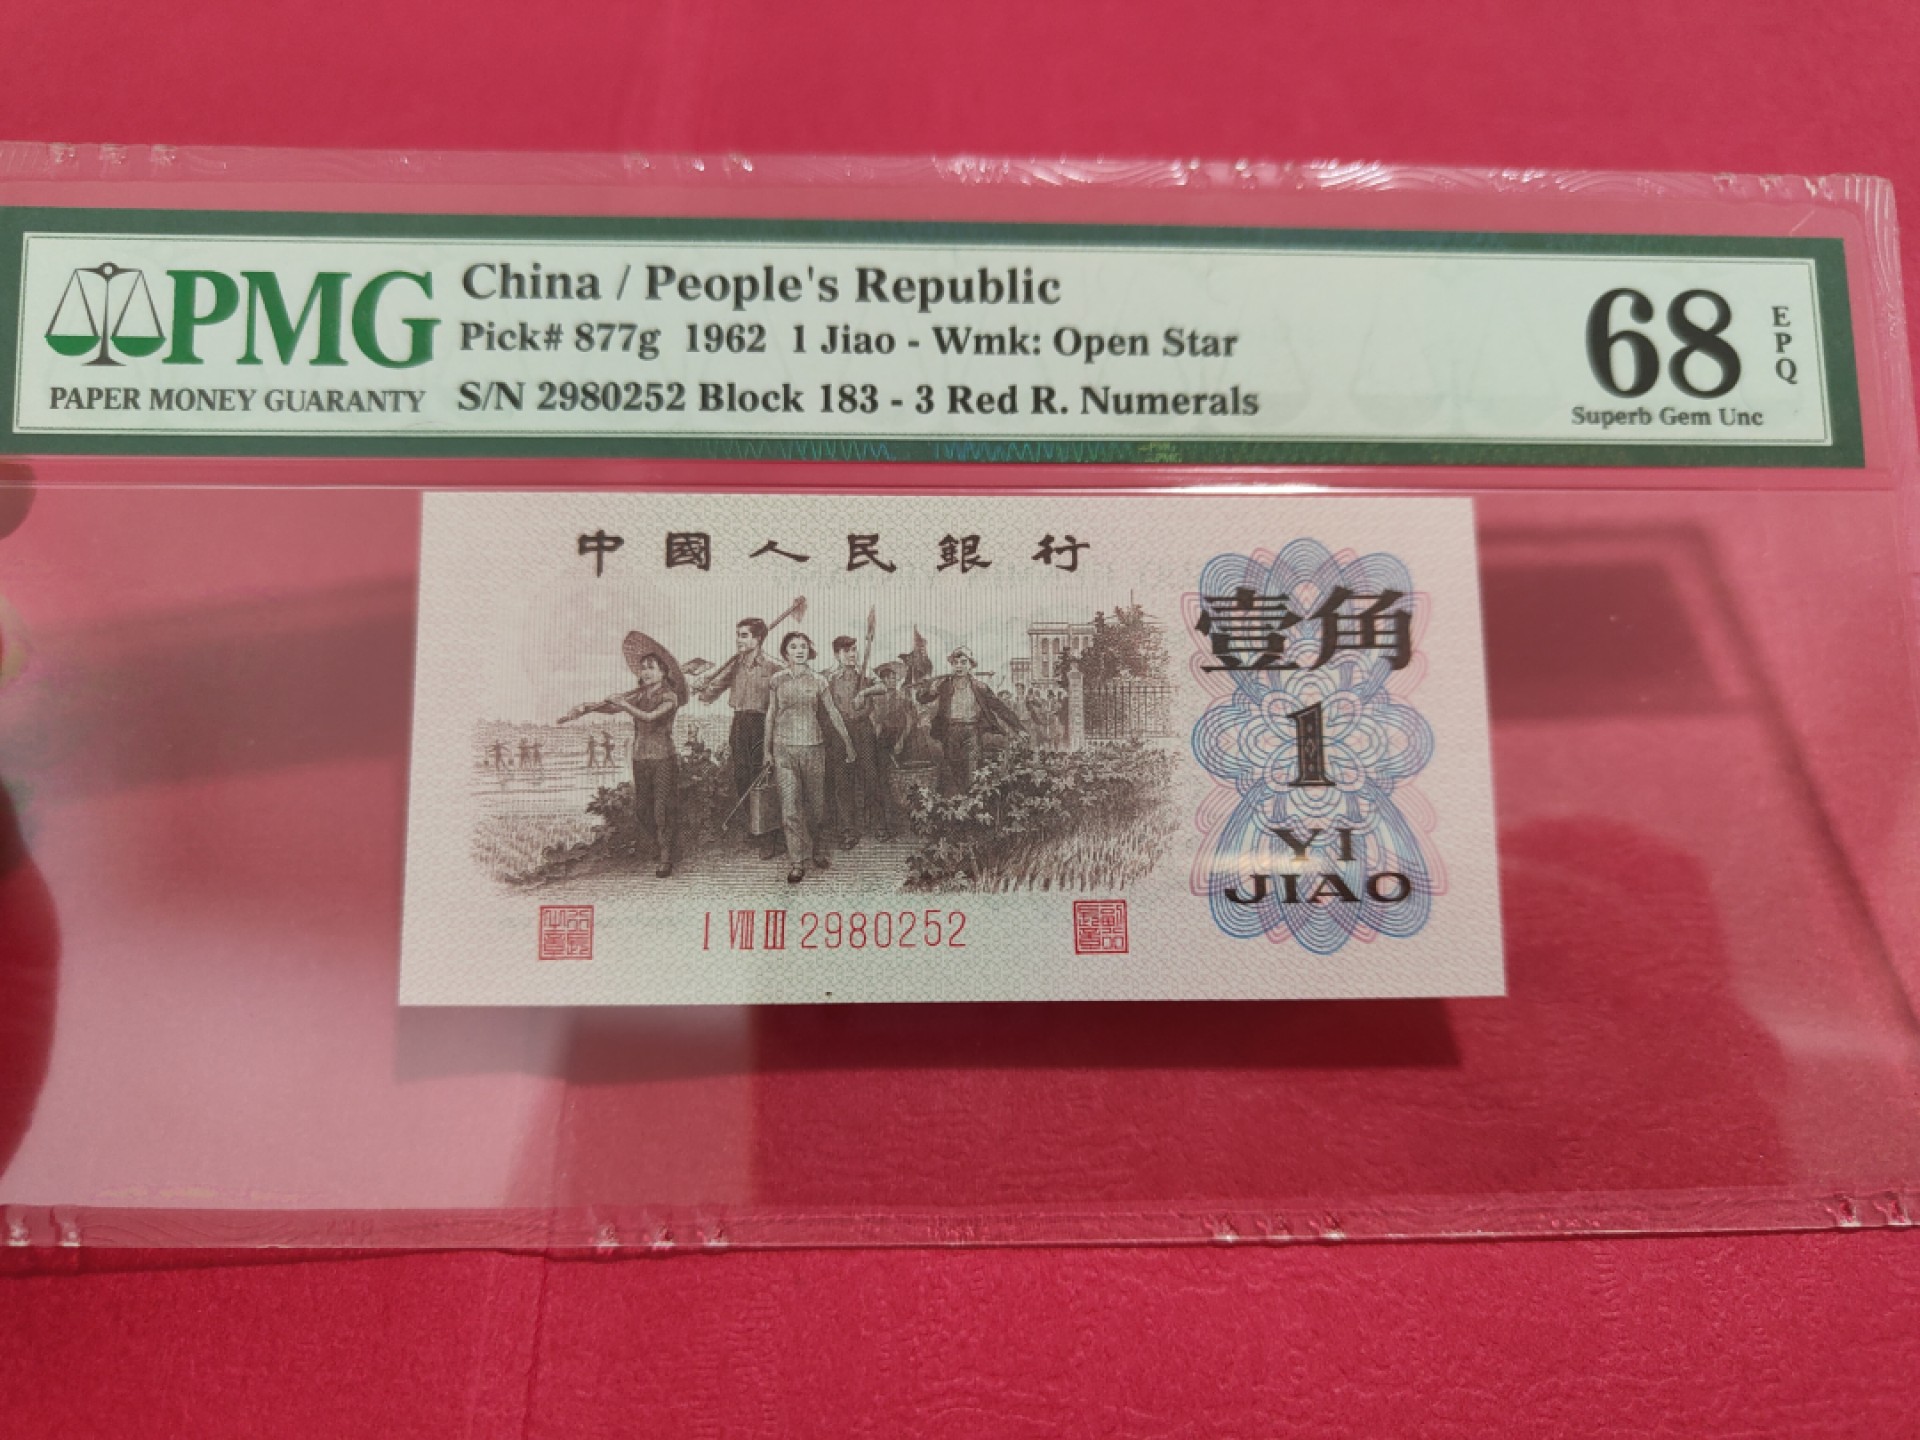 PMG
PAPER MONEY GUARANTY
China / People's Republic
Pick# 877g 1962 1 Jiao - Wmk: Open Star
S/N 2980252 Block 183 - 3 Red R. Numerals
68
EPQ
Superb Gem Unc
中國人民銀行
壹角
1
YI
JIAO
I VIII III 2980252